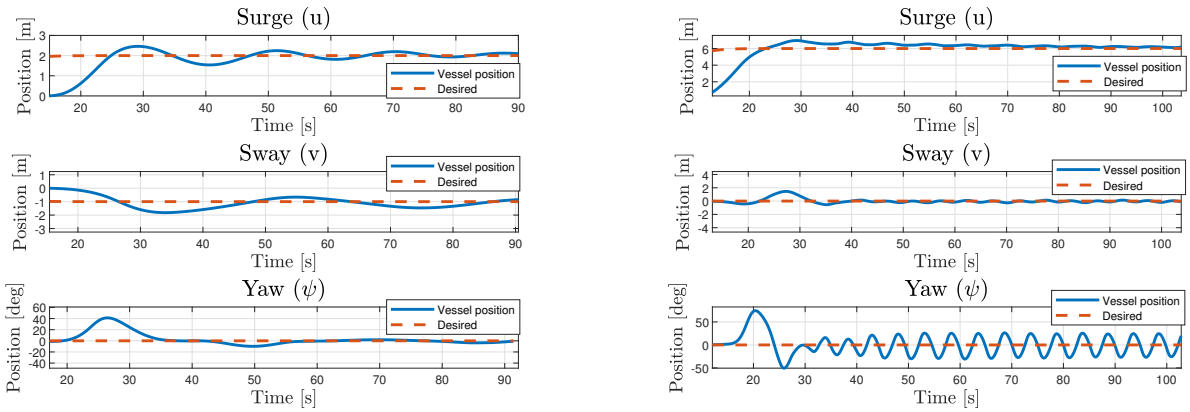 Surge (u)
Position [m]
3
2
1
0
20 30 40 50 60 70 80 90
Vessel position
Desired
Time [s]
Sway (v)
Position [m]
1
0
-1
-2
-3
20 30 40 50 60 70 80 90
Vessel position
Desired
Time [s]
Yaw (ψ)
Position [deg]
60
40
20
0
-20
-40
20 30 40 50 60 70 80 90
Vessel position
Desired
Time [s]
Surge (u)
Position [m]
6
4
2
20 30 40 50 60 70 80 90 100
Vessel position
Desired
Time [s]
Sway (v)
Position [m]
4
2
0
-2
-4
20 30 40 50 60 70 80 90 100
Vessel position
Desired
Time [s]
Yaw (ψ)
Position [deg]
50
0
-50
20 30 40 50 60 70 80 90 100
Vessel position
Desired
Time [s]